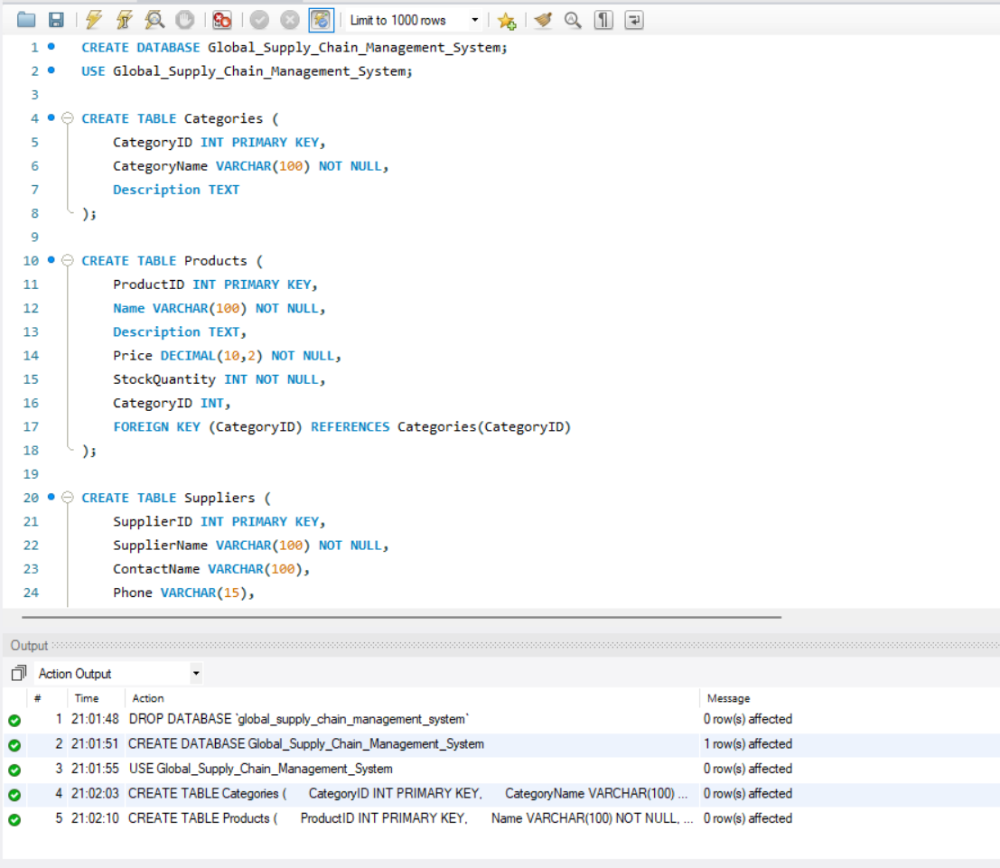 Limit to 1000 rows
1 CREATE DATABASE Global_Supply_Chain_Management_System;
2 USE Global_Supply_Chain_Management_System;
3
4 CREATE TABLE Categories (
5 CategoryID INT PRIMARY KEY,
6 CategoryName VARCHAR(100) NOT NULL,
7 Description TEXT
8 );
9
10 CREATE TABLE Products (
11 ProductID INT PRIMARY KEY,
12 Name VARCHAR(100) NOT NULL,
13 Description TEXT,
14 Price DECIMAL(10,2) NOT NULL,
15 StockQuantity INT NOT NULL,
16 CategoryID INT,
17 FOREIGN KEY (CategoryID) REFERENCES Categories(CategoryID)
18 );
19
20 CREATE TABLE Suppliers (
21 SupplierID INT PRIMARY KEY,
22 SupplierName VARCHAR(100) NOT NULL,
23 ContactName VARCHAR(100),
24 Phone VARCHAR(15),
Output
Action Output
# Time Action Message
1 21:01:48 DROP DATABASE `global_supply_chain_management_system` 0 row(s) affected
2 21:01:51 CREATE DATABASE Global_Supply_Chain_Management_System 1 row(s) affected
3 21:01:55 USE Global_Supply_Chain_Management_System 0 row(s) affected
4 21:02:03 CREATE TABLE Categories ( CategoryID INT PRIMARY KEY, CategoryName VARCHAR(100) ... 0 row(s) affected
5 21:02:10 CREATE TABLE Products ( ProductID INT PRIMARY KEY, Name VARCHAR(100) NOT NULL, ... 0 row(s) affected